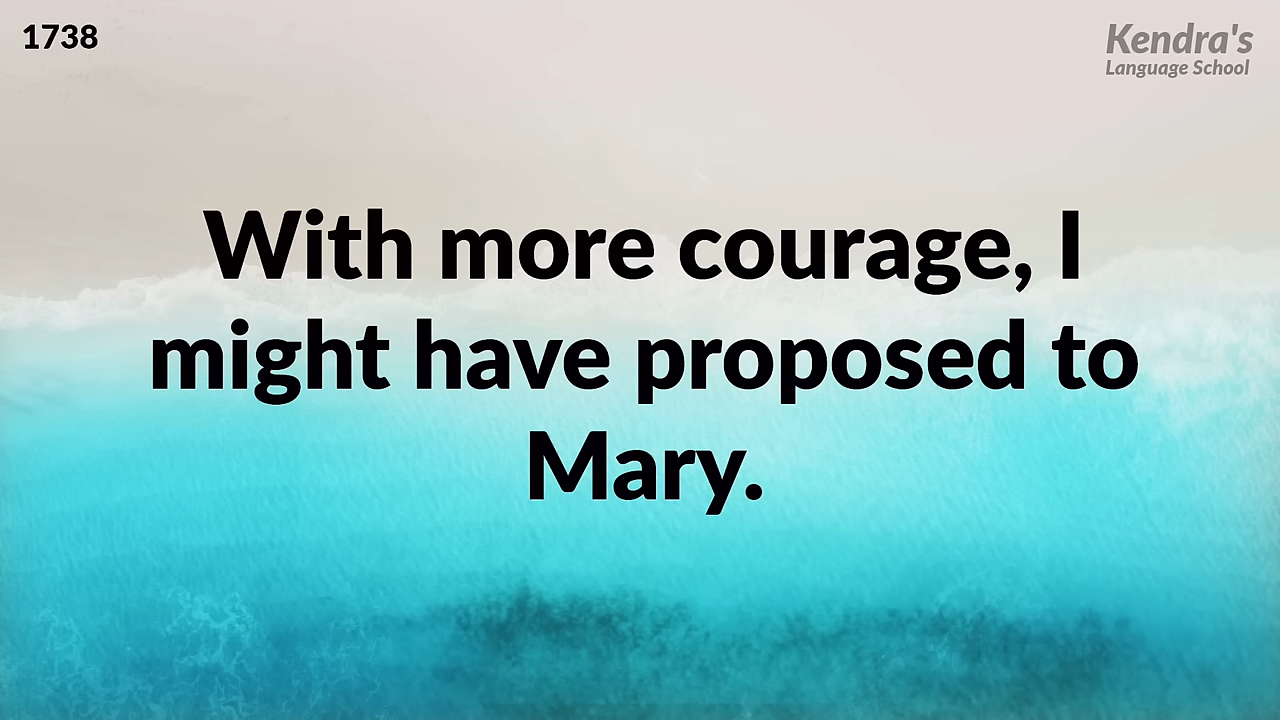 1738
Kendra's
Language School
With more courage, I
might have proposed to
Mary.